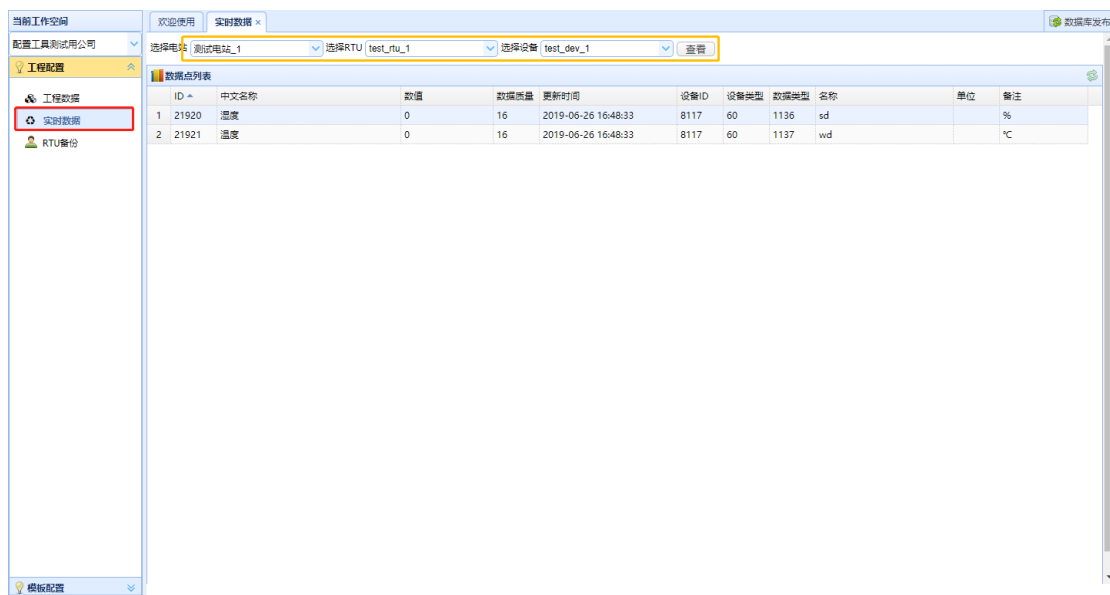 当前工作空间
配置工具测试用公司
工程配置
工程数据
实时数据
RTU备份
模板配置
欢迎使用 实时数据 ×
数据库发布
选择电站 测试电站_1 选择RTU test_rtu_1 选择设备 test_dev_1 查看
数据点列表
ID 中文名称 数值 数据质量 更新时间 设备ID 设备类型 数据类型 名称 单位 备注
1 21920 湿度 0 16 2019-06-26 16:48:33 8117 60 1136 sd %
2 21921 温度 0 16 2019-06-26 16:48:33 8117 60 1137 wd ℃